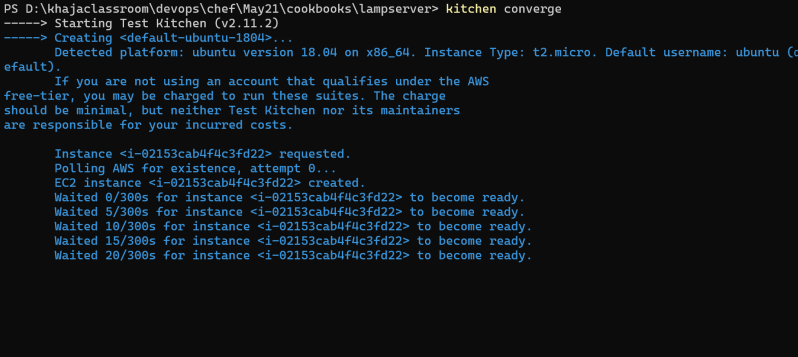 PS D:\khajaclassroom\devops\chef\May21\cookbooks\lampserver> kitchen converge
-----> Starting Test Kitchen (v2.11.2)
-----> Creating <default-ubuntu-1804>...
Detected platform: ubuntu version 18.04 on x86_64. Instance Type: t2.micro. Default username: ubuntu (d
efault).
If you are not using an account that qualifies under the AWS
free-tier, you may be charged to run these suites. The charge
should be minimal, but neither Test Kitchen nor its maintainers
are responsible for your incurred costs.
Instance <i-02153cab4f4c3fd22> requested.
Polling AWS for existence, attempt 0...
EC2 instance <i-02153cab4f4c3fd22> created.
Waited 0/300s for instance <i-02153cab4f4c3fd22> to become ready.
Waited 5/300s for instance <i-02153cab4f4c3fd22> to become ready.
Waited 10/300s for instance <i-02153cab4f4c3fd22> to become ready.
Waited 15/300s for instance <i-02153cab4f4c3fd22> to become ready.
Waited 20/300s for instance <i-02153cab4f4c3fd22> to become ready.